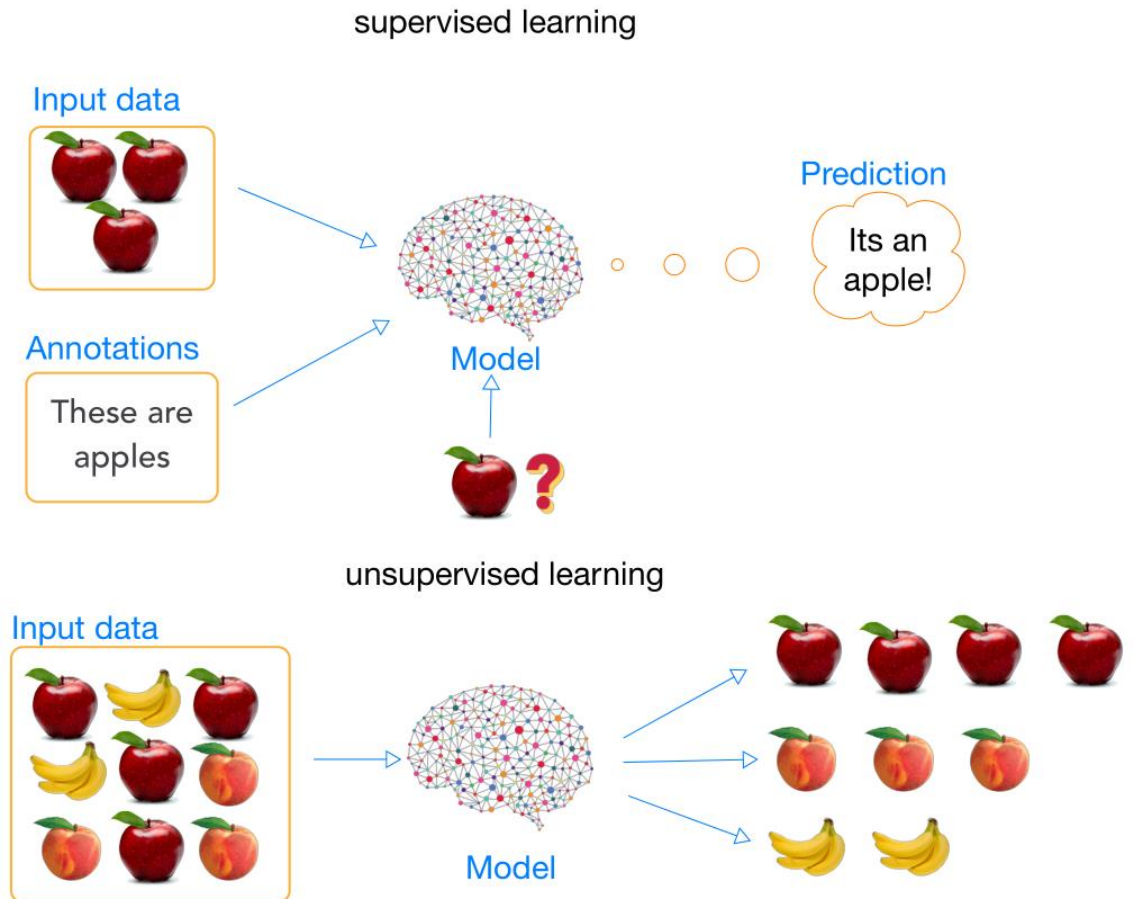 supervised learning
Input data
Annotations
These are
apples
Model
?
Prediction
Its an
apple!
unsupervised learning
Input data
Model